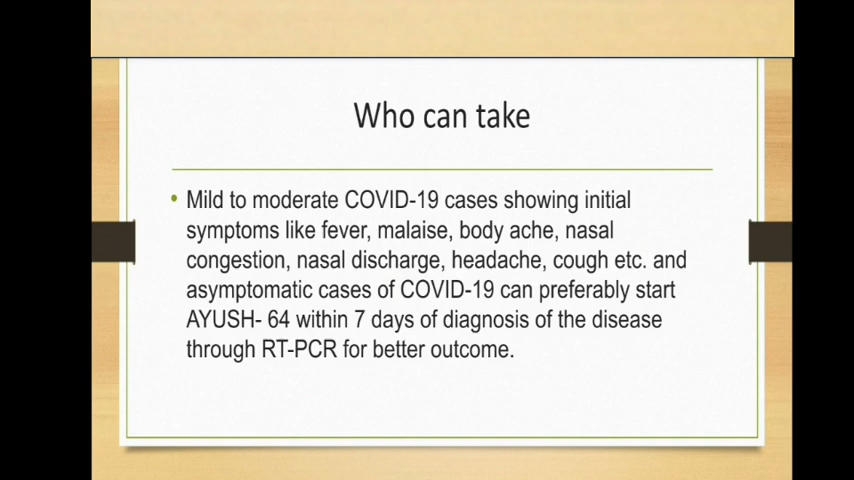 Who can take
• Mild to moderate COVID-19 cases showing initial
symptoms like fever, malaise, body ache, nasal
congestion, nasal discharge, headache, cough etc. and
asymptomatic cases of COVID-19 can preferably start
AYUSH- 64 within 7 days of diagnosis of the disease
through RT-PCR for better outcome.